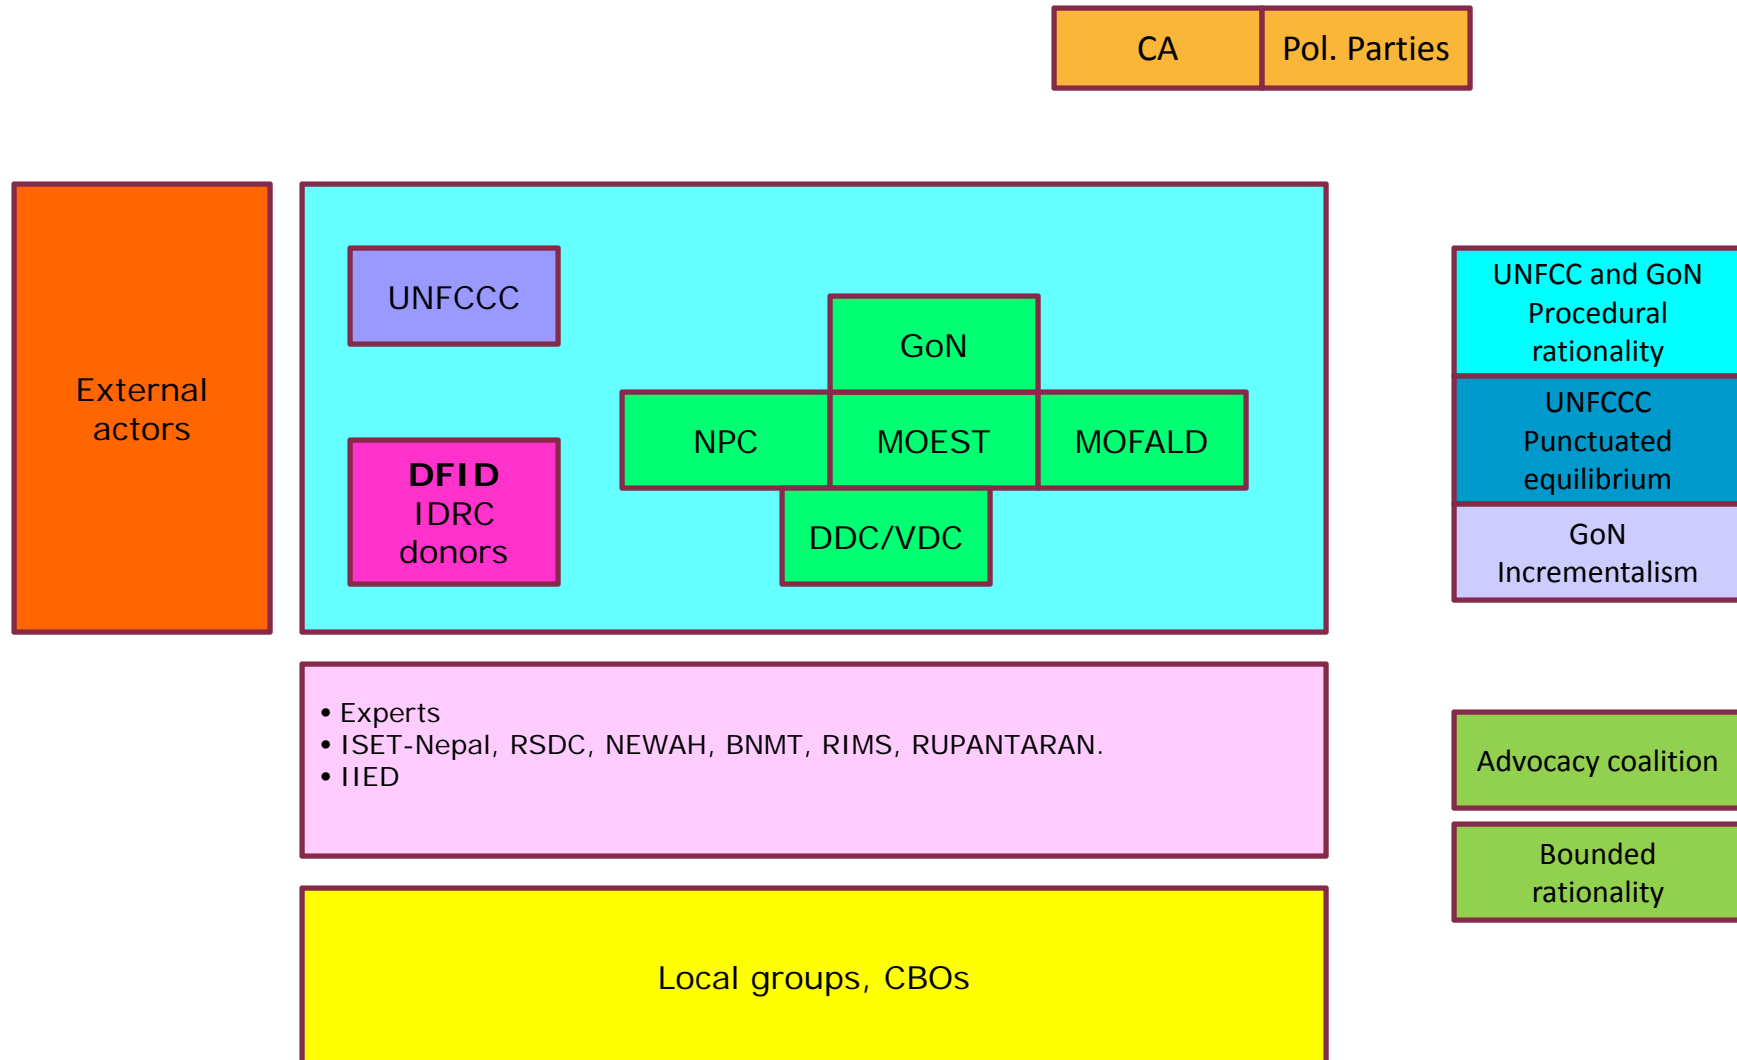 CA
Pol. Parties
External
actors
UNFCCC
DFID
IDRC
donors
GoN
NPC
MOEST
MOFALD
DDC/VDC
UNFCC and GoN
Procedural
rationality
UNFCCC
Punctuated
equilibrium
GoN
Incrementalism
• Experts
• ISET-Nepal, RSDC, NEWAH, BNMT, RIMS, RUPANTARAN.
• IIED
Advocacy coalition
Bounded
rationality
Local groups, CBOs